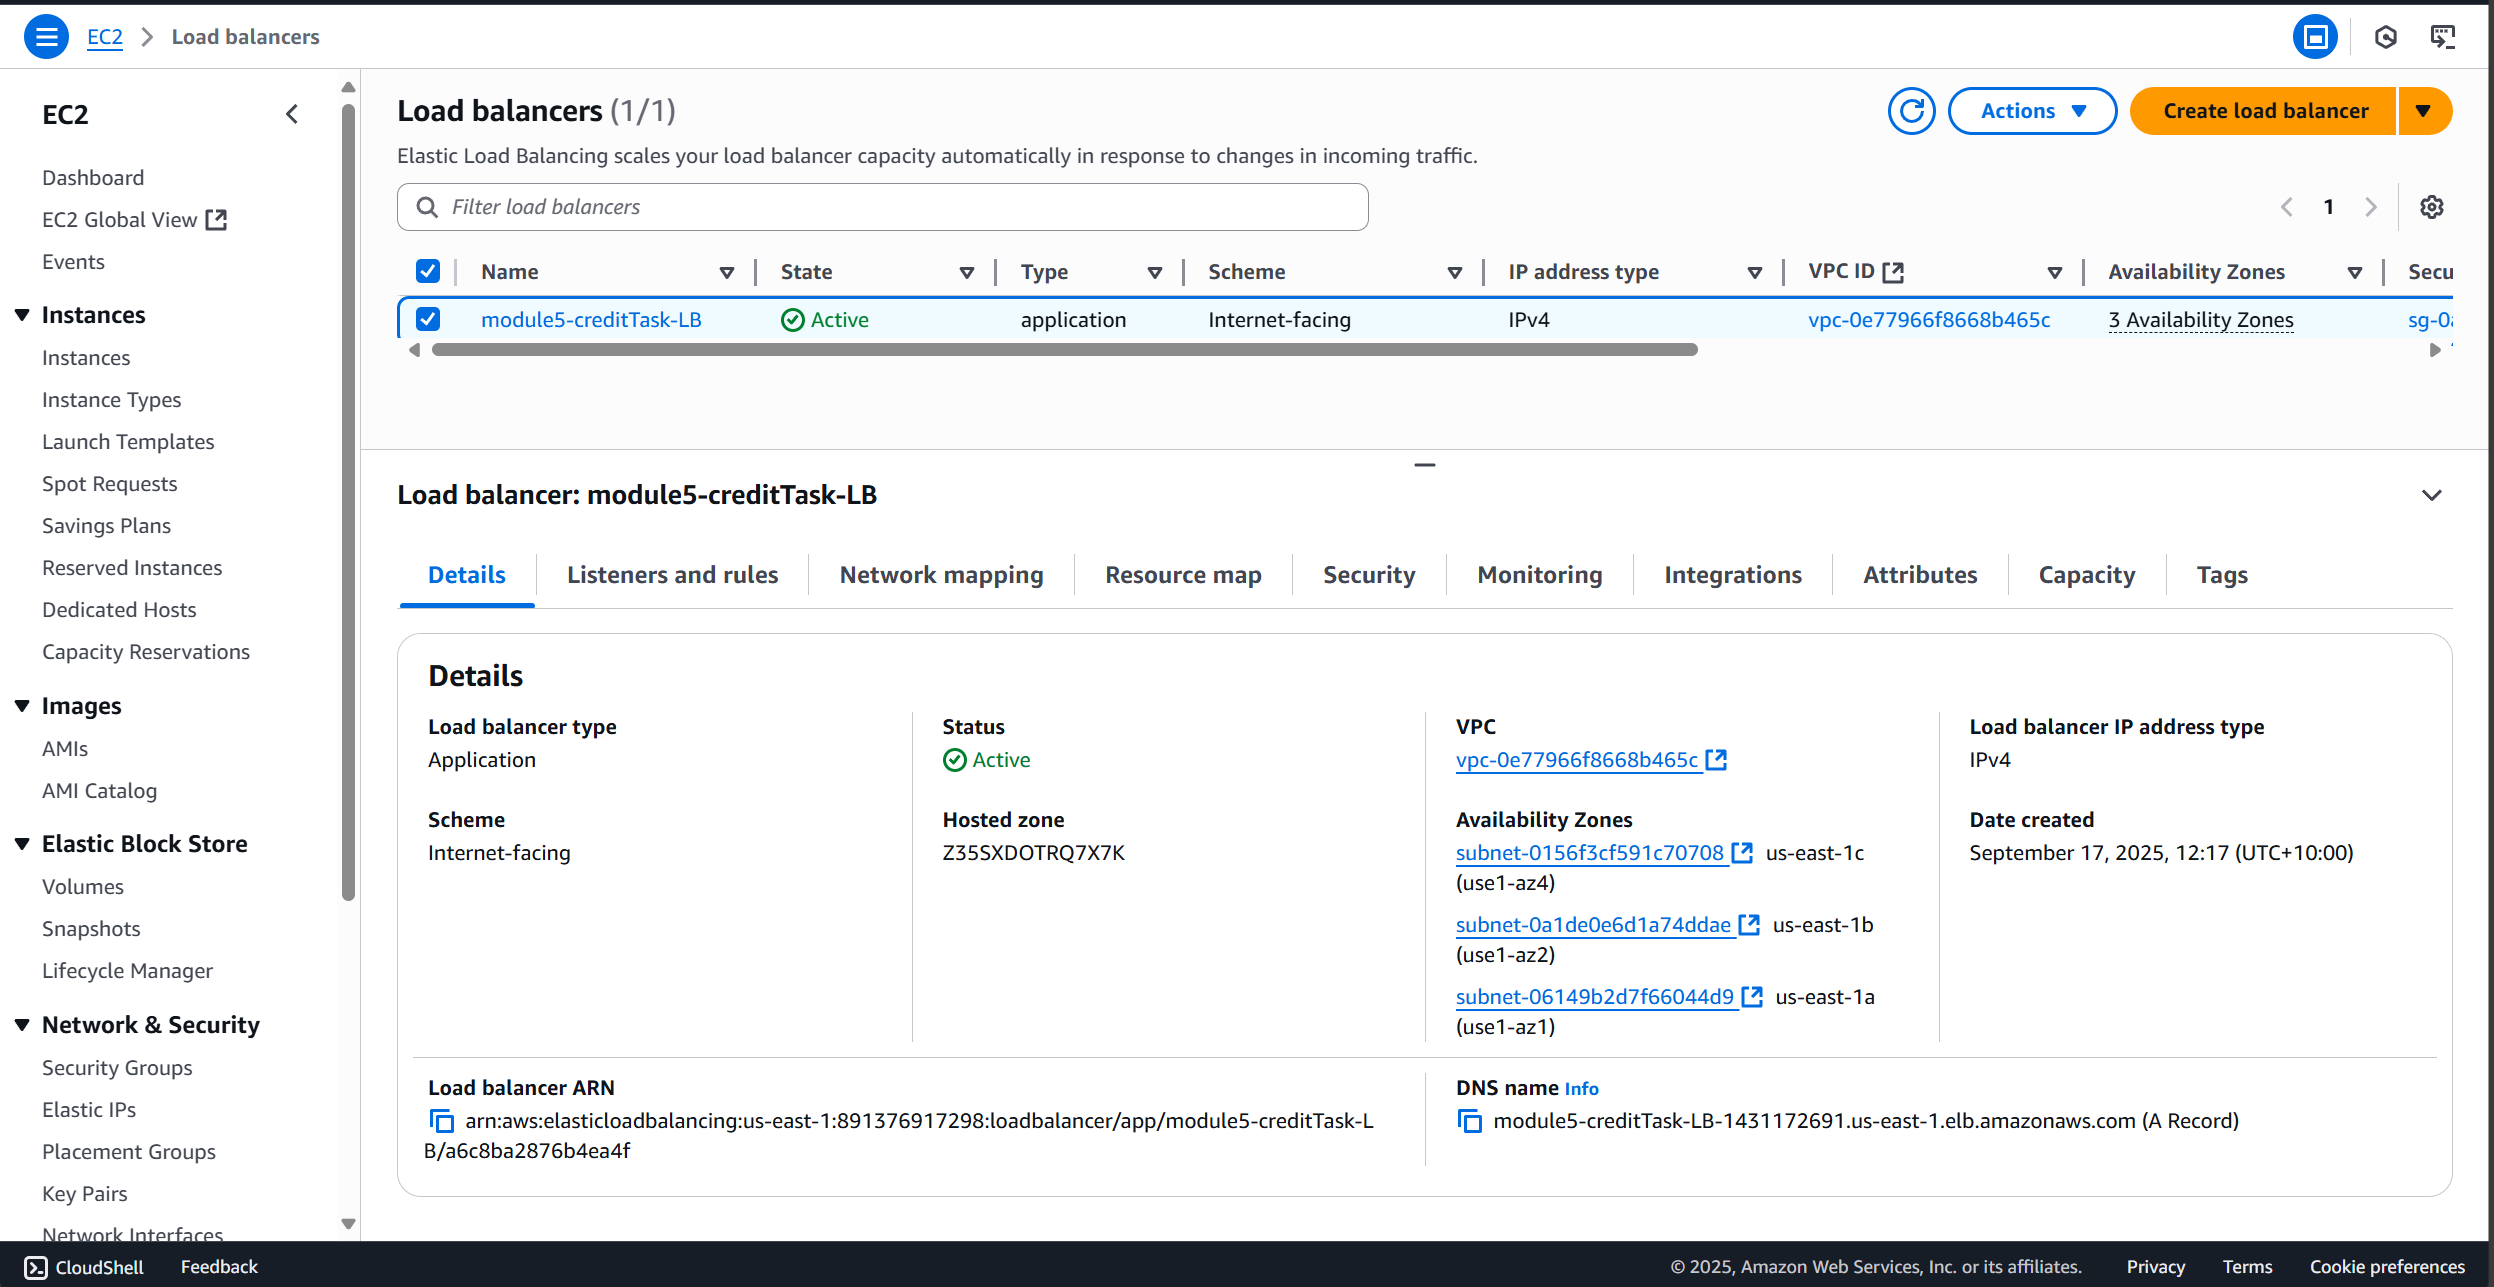 EC2 > Load balancers
EC2
Dashboard
EC2 Global View
Events
Instances
Instances
Instance Types
Launch Templates
Spot Requests
Savings Plans
Reserved Instances
Dedicated Hosts
Capacity Reservations
Images
AMIs
AMI Catalog
Elastic Block Store
Volumes
Snapshots
Lifecycle Manager
Network & Security
Security Groups
Elastic IPs
Placement Groups
Key Pairs
Network Interfaces
Load balancers (1/1)
Actions
Create load balancer
Elastic Load Balancing scales your load balancer capacity automatically in response to changes in incoming traffic.
Filter load balancers
1
Name State Type Scheme IP address type VPC ID Availability Zones Secu
module5-creditTask-LB Active application Internet-facing IPv4 vpc-0e77966f8668b465c 3 Availability Zones sg-0
Load balancer: module5-creditTask-LB
Details Listeners and rules Network mapping Resource map Security Monitoring Integrations Attributes Capacity Tags
Details
Load balancer type
Application
Scheme
Internet-facing
Status
Active
Hosted zone
Z35SXDOTRQ7X7K
VPC
vpc-0e77966f8668b465c
Availability Zones
subnet-0156f3cf591c70708 us-east-1c
(use1-az4)
subnet-0a1de0e6d1a74ddae us-east-1b
(use1-az2)
subnet-06149b2d7f66044d9 us-east-1a
(use1-az1)
Load balancer IP address type
IPv4
Date created
September 17, 2025, 12:17 (UTC+10:00)
Load balancer ARN
arn:aws:elasticloadbalancing:us-east-1:891376917298:loadbalancer/app/module5-creditTask-L
B/a6c8ba2876b4ea4f
DNS name Info
module5-creditTask-LB-1431172691.us-east-1.elb.amazonaws.com (A Record)
CloudShell Feedback © 2025, Amazon Web Services, Inc. or its affiliates. Privacy Terms Cookie preferences